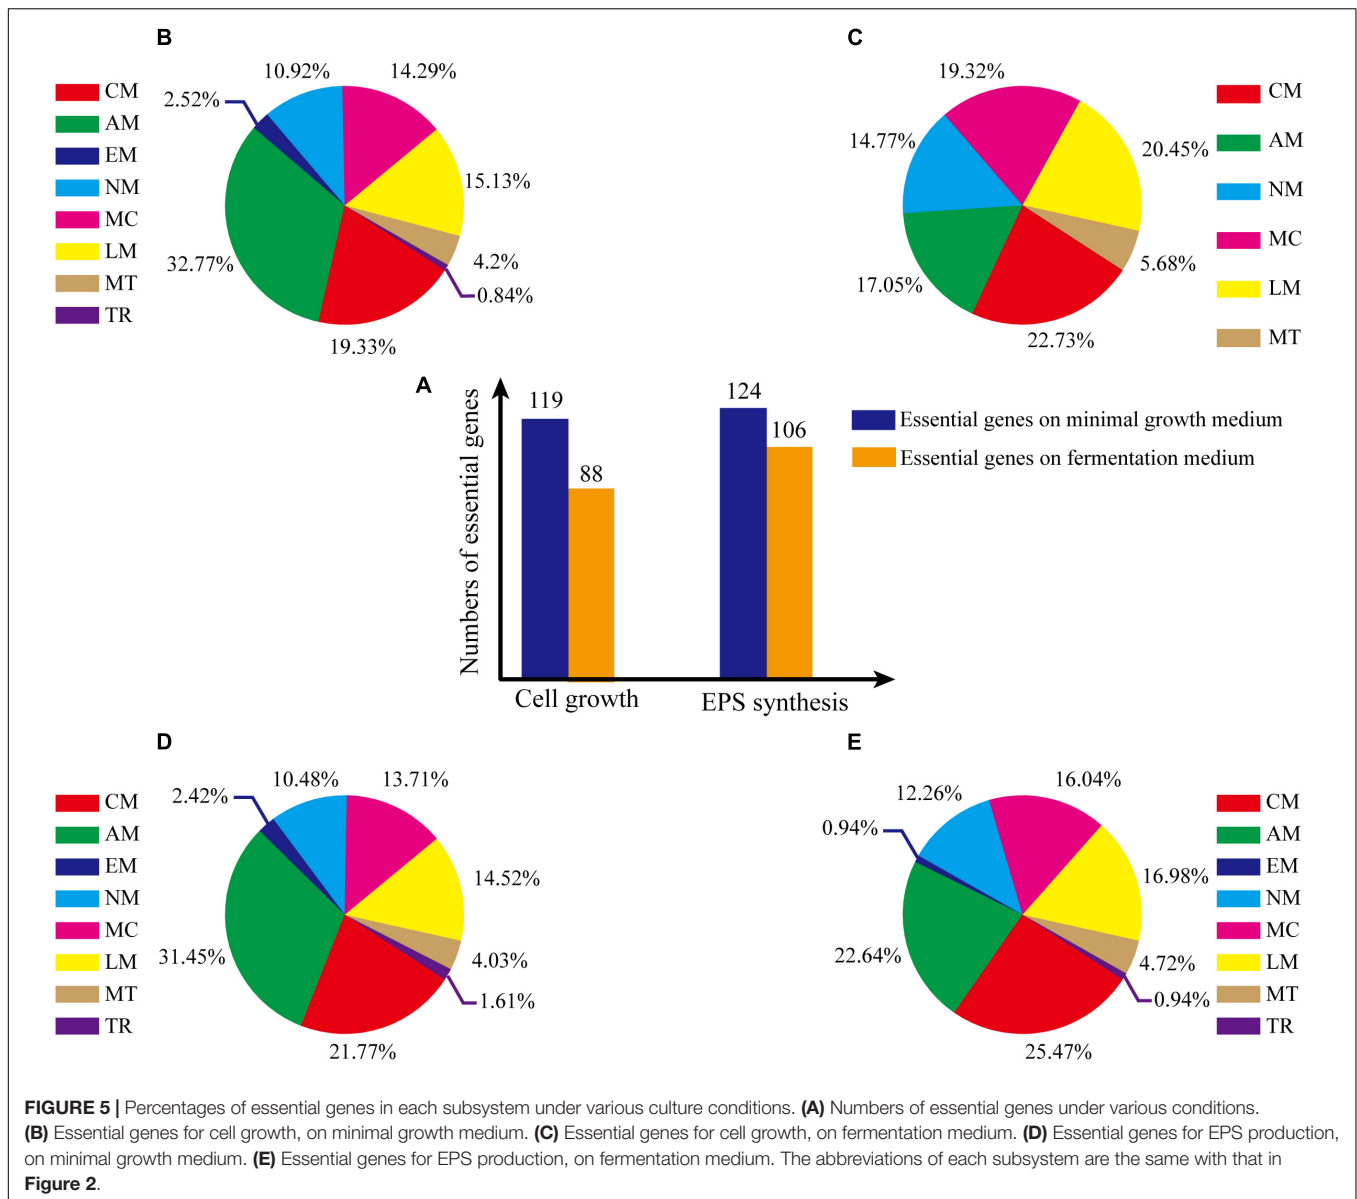 B
10.92%
14.29%
2.52%
15.13%
32.77%
4.2%
0.84%
19.33%
CM
AM
EM
NM
MC
LM
MT
TR
C
19.32%
14.77%
20.45%
17.05%
5.68%
22.73%
CM
AM
NM
MC
LM
MT
A
Numbers of essential genes
119
88
124
106
Cell growth
EPS synthesis
Essential genes on minimal growth medium
Essential genes on fermentation medium
D
10.48%
13.71%
2.42%
14.52%
31.45%
4.03%
1.61%
21.77%
CM
AM
EM
NM
MC
LM
MT
TR
E
16.04%
12.26%
0.94%
16.98%
22.64%
4.72%
0.94%
25.47%
CM
AM
EM
NM
MC
LM
MT
TR
FIGURE 5 | Percentages of essential genes in each subsystem under various culture conditions. (A) Numbers of essential genes under various conditions.
(B) Essential genes for cell growth, on minimal growth medium. (C) Essential genes for cell growth, on fermentation medium. (D) Essential genes for EPS production,
on minimal growth medium. (E) Essential genes for EPS production, on fermentation medium. The abbreviations of each subsystem are the same with that in
Figure 2.